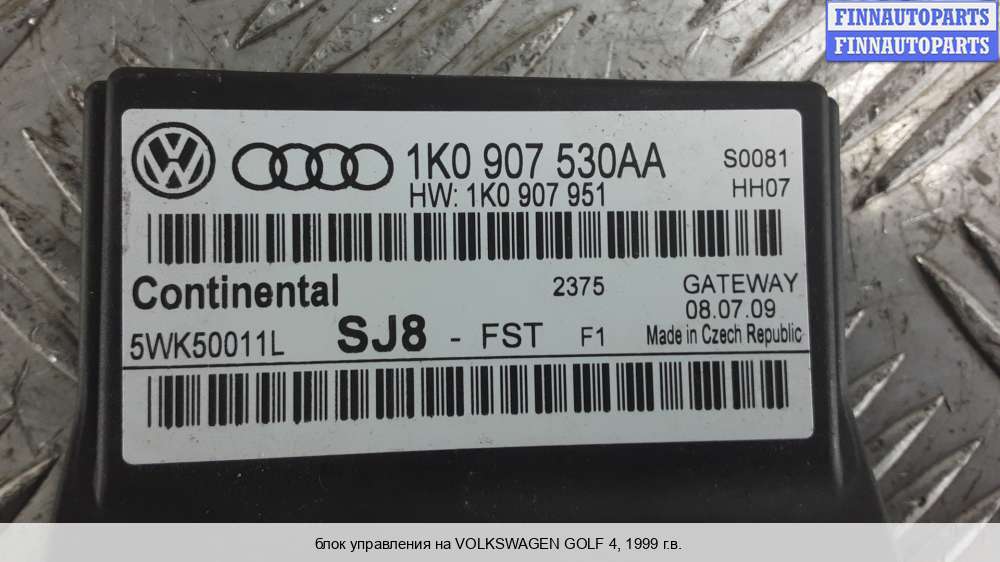 FINNAUTOPARTS
FINNAUTOPARTS
1K0 907 530AA S0081
HW: 1K0 907 951 HH07
Continental 2375 GATEWAY
08.07.09
5WK50011L SJ8 - FST F1 Made in Czech Republic
блок управления на VOLKSWAGEN GOLF 4, 1999 г.в.